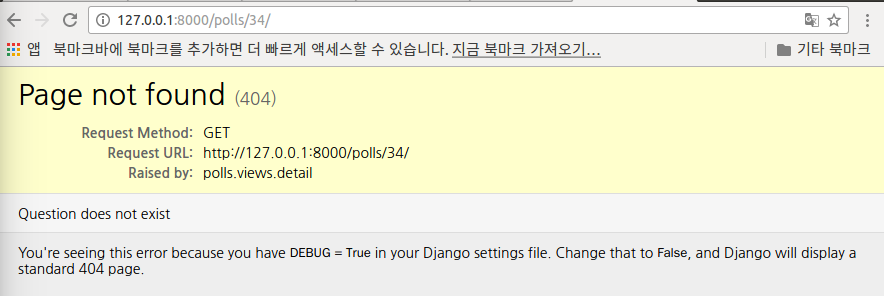 127.0.0.1:8000/polls/34/
앱 북마크바에 북마크를 추가하면 더 빠르게 액세스할 수 있습니다. 지금 북마크 가져오기... 기타 북마크
Page not found (404)
Request Method: GET
Request URL: http://127.0.0.1:8000/polls/34/
Raised by: polls.views.detail
Question does not exist
You're seeing this error because you have DEBUG = True in your Django settings file. Change that to False, and Django will display a
standard 404 page.